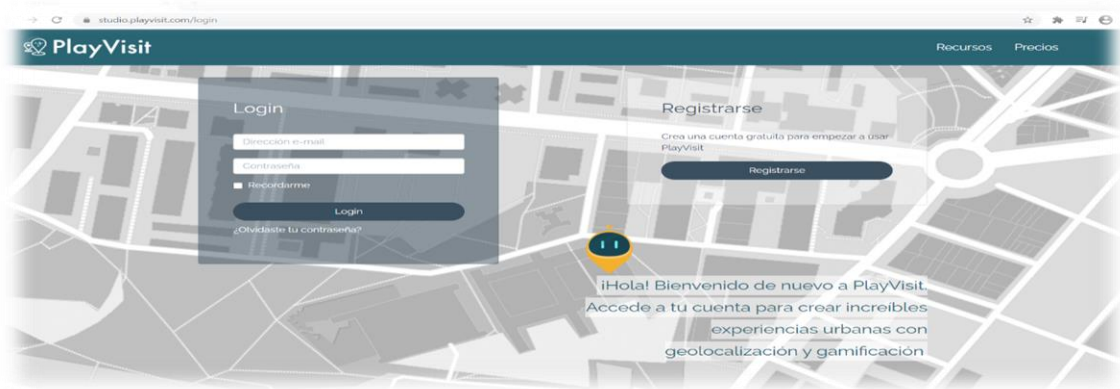 studio.playvisit.com/login
PlayVisit
Recursos Precios
Login
Dirección e-mail
Contraseña
Recordarme
Login
¿Olvidaste tu contraseña?
Registrarse
Crea una cuenta gratuita para empezar a usar
PlayVisit
Registrarse
¡Hola! Bienvenido de nuevo a PlayVisit.
Accede a tu cuenta para crear increíbles
experiencias urbanas con
geolocalización y gamificación